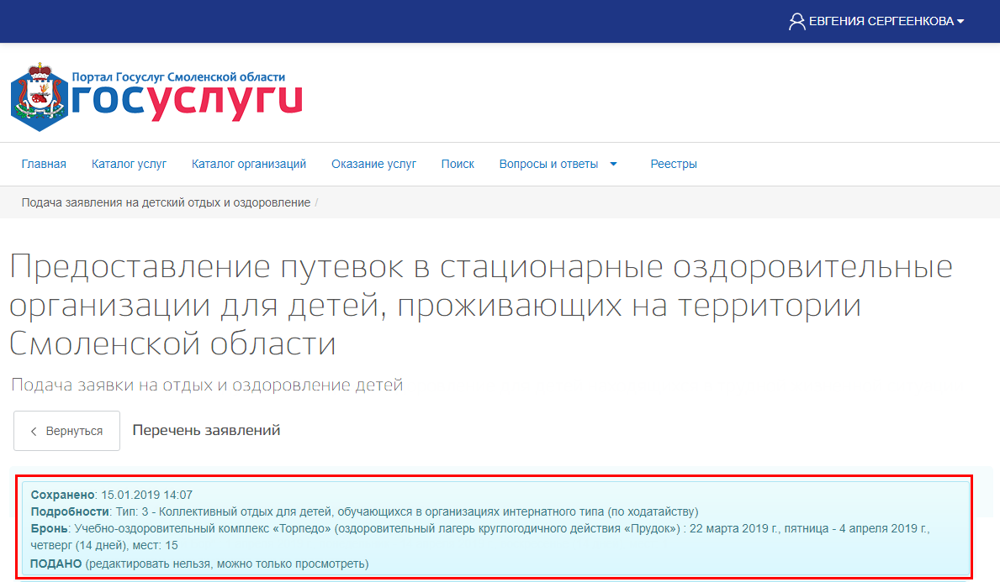 ЕВГЕНИЯ СЕРГЕЕНКОВА
Портал Госуслуг Смоленской области
госуслуги
Главная Каталог услуг Каталог организаций Оказание услуг Поиск Вопросы и ответы Реестры
Подача заявления на детский отдых и оздоровление /
Предоставление путевок в стационарные оздоровительные
организации для детей, проживающих на территории
Смоленской области
Подача заявки на отдых и оздоровление детей
Вернуться Перечень заявлений
Сохранено: 15.01.2019 14:07
Подробности: Тип: 3 - Коллективный отдых для детей, обучающихся в организациях интернатного типа (по ходатайству)
Бронь: Учебно-оздоровительный комплекс «Торпедо» (оздоровительный лагерь круглогодичного действия «Прудок») : 22 марта 2019 г., пятница - 4 апреля 2019 г.,
четверг (14 дней), мест: 15
ПОДАНО (редактировать нельзя, можно только просмотреть)